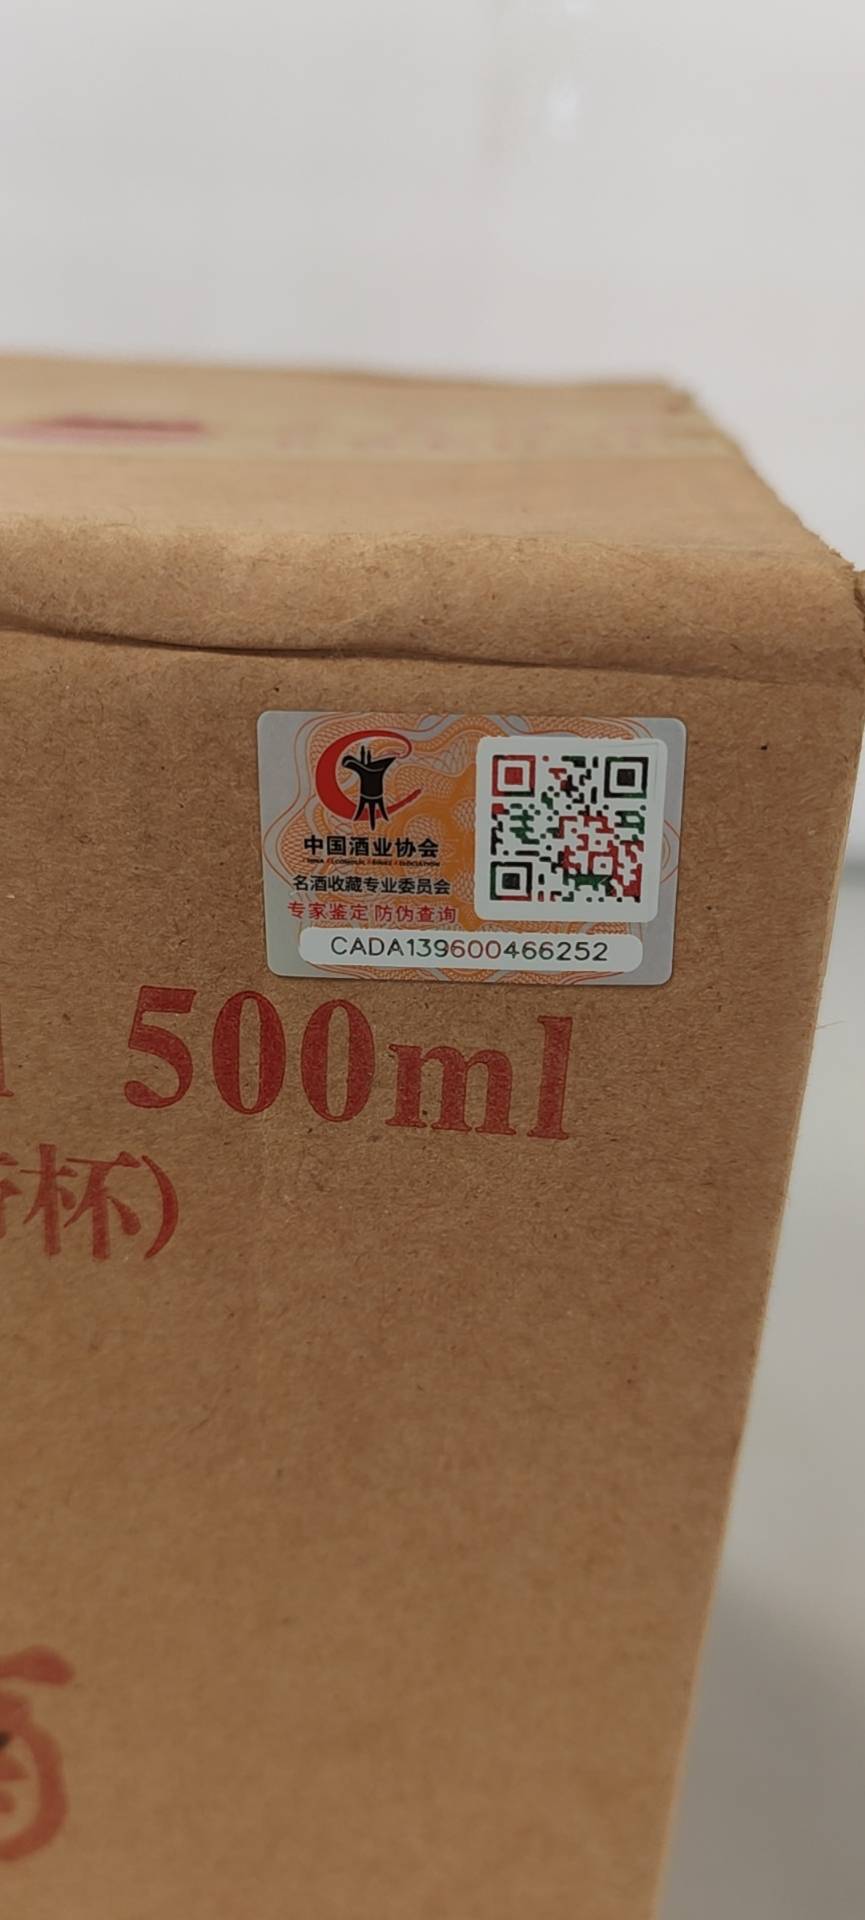 中国酒业协会
名酒收藏专业委员会
专家鉴定 防伪查询
CADA139600466252
500ml
杯)
酒